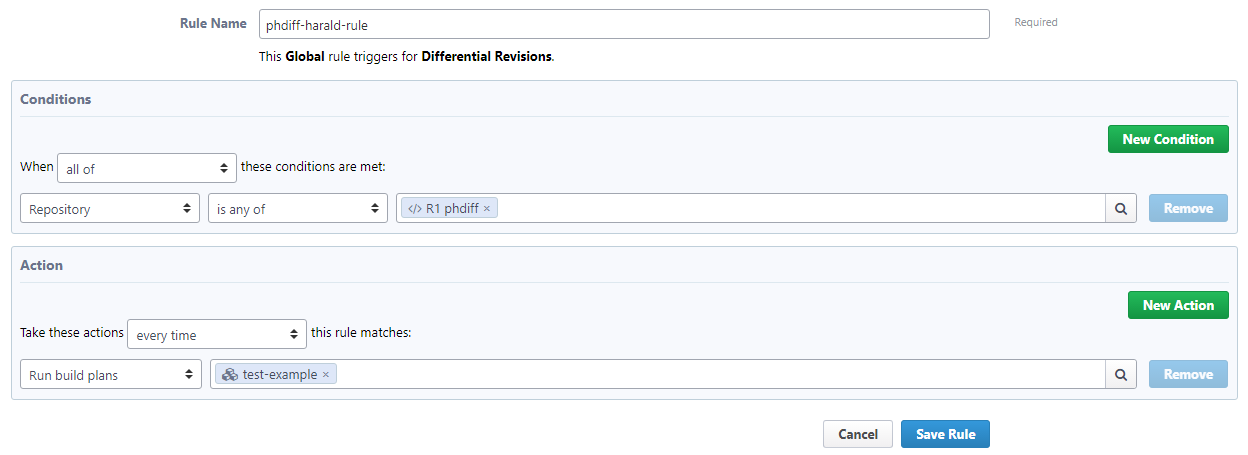 Rule Name phdiff-harald-rule Required
This Global rule triggers for Differential Revisions.
Conditions
New Condition
When all of these conditions are met:
Repository is any of </> R1 phdiff × Remove
Action
New Action
Take these actions every time this rule matches:
Run build plans test-example × Remove
Cancel Save Rule